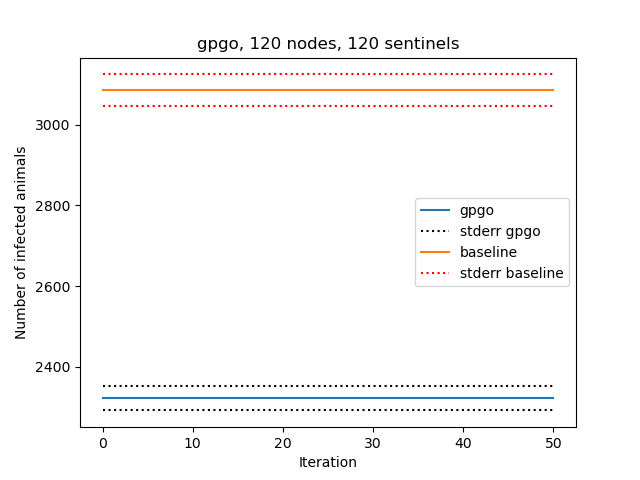 gpgo, 120 nodes, 120 sentinels
Number of infected animals
3000
2800
2600
2400
gpgo
stderr gpgo
baseline
stderr baseline
0
10
20
30
40
50
Iteration